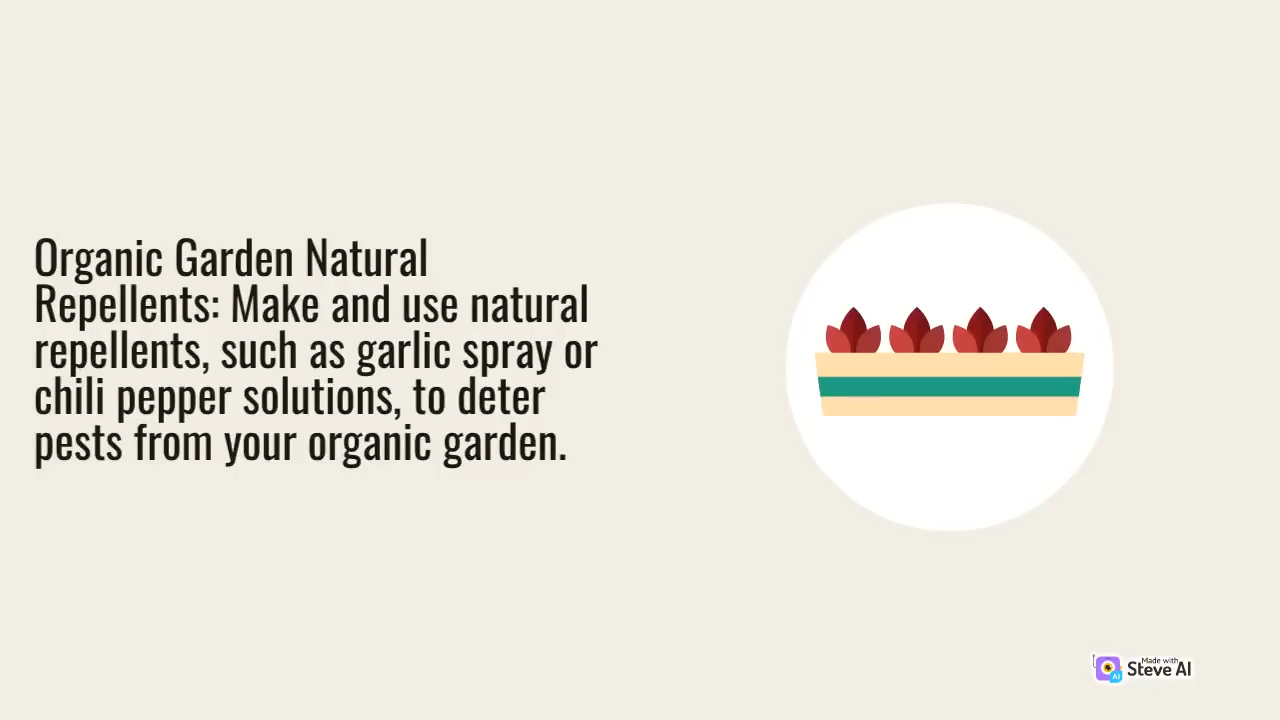 Organic Garden Natural
Repellents: Make and use natural
repellents, such as garlic spray or
chili pepper solutions, to deter
pests from your organic garden.
Made with
Steve AI
AI